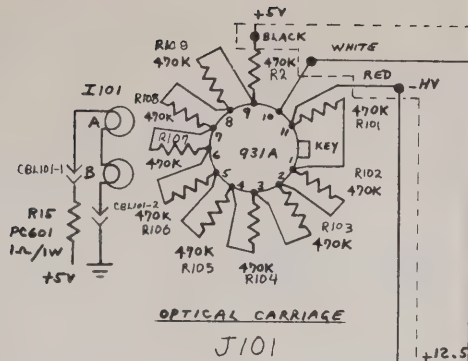 +5V
BLACK
WHITE
R109
470K
470K
R2
RED
-HV
I101
R108
470K
470K
R101
A
R107
470K
8
9
10
11
7
6
931A
KEY
1
5
4
3
2
B
CBL101-1
CBL101-2
470K
R106
R102
470K
R103
470K
470K
R105
470K
R104
R15
PC601
1Ω/1W
+5V
OPTICAL CARRIAGE
J101
+12.5